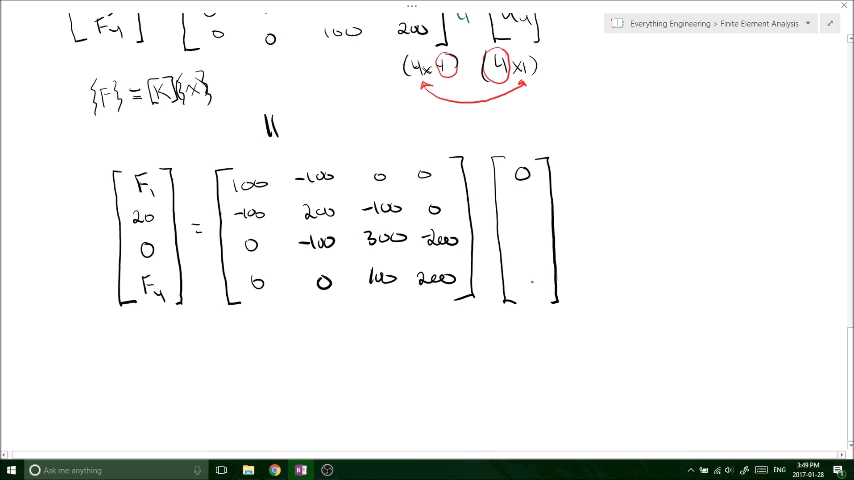 Everything Engineering > Finite Element Analysis
F4 0 0 100 200 4 u4
(4x4) (4x1)
{F} = [K]{X}
F1 100 -100 0 0 0
20 -100 200 -100 0
= 
0 0 -100 300 -200
F4 0 0 100 200
Ask me anything
ENG
3:49 PM
2017-01-28